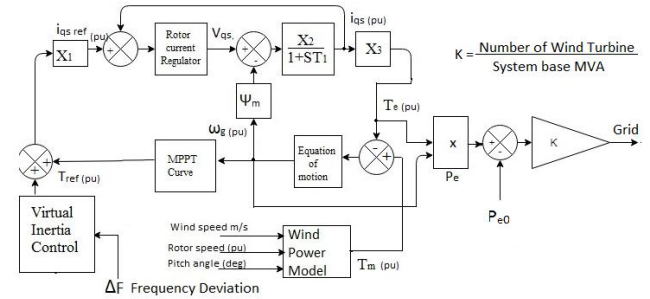 i qs ref (pu)
Rotor current Regulator
Vqs,
iqs (pu)
X1
X2
1+ST1
X3
K = Number of Wind Turbine
System base MVA
Ψm
Te (pu)
ωg (pu)
Grid
MPPT Curve
Equation of motion
x
K
Tref (pu)
Pe
Pe0
Virtual Inertia Control
Wind speed m/s
Rotor speed (pu)
Pitch angle (deg)
Wind Power Model
Tm (pu)
ΔF Frequency Deviation